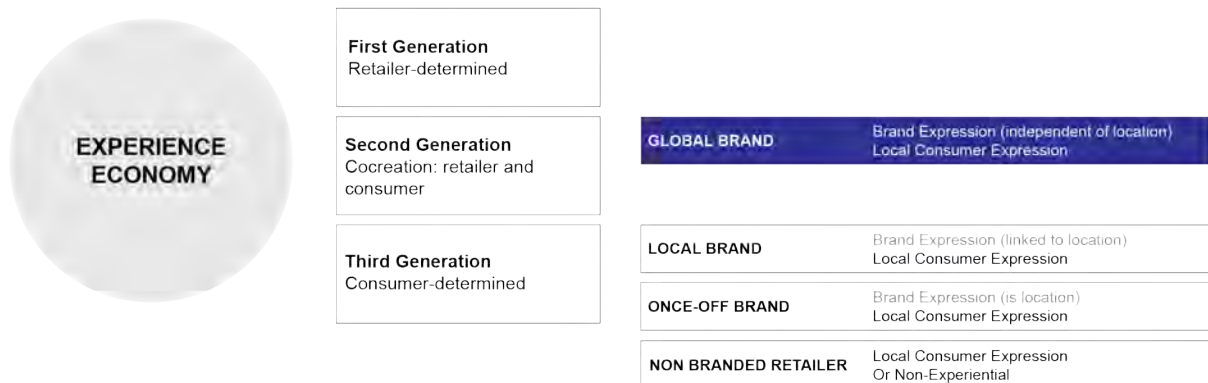 EXPERIENCE
ECONOMY
First Generation
Retailer-determined
Second Generation
Cocreation: retailer and
consumer
Third Generation
Consumer-determined
GLOBAL BRAND
Brand Expression (independent of location)
Local Consumer Expression
LOCAL BRAND
Brand Expression (linked to location)
Local Consumer Expression
ONCE-OFF BRAND
Brand Expression (is location)
Local Consumer Expression
NON BRANDED RETAILER
Local Consumer Expression
Or Non-Experiential